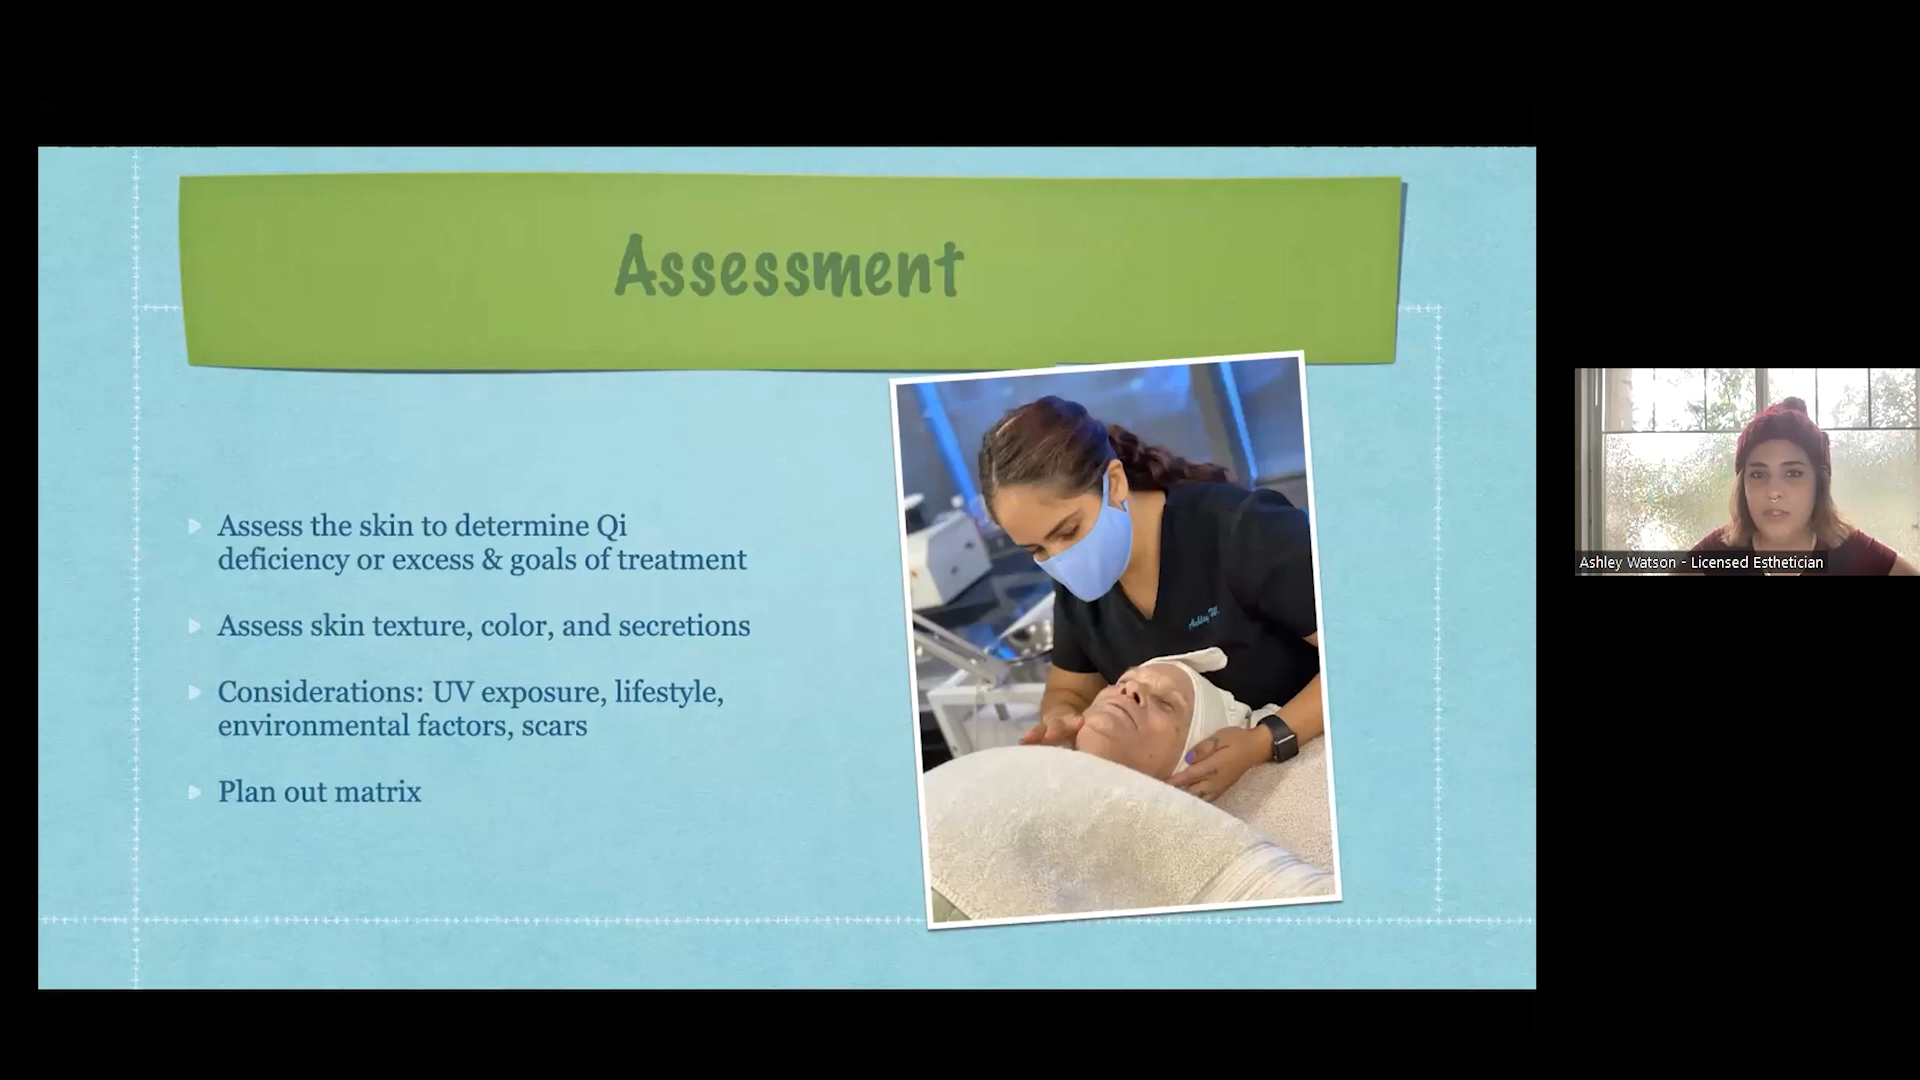 Assessment
Assess the skin to determine Qi
deficiency or excess & goals of treatment
Assess skin texture, color, and secretions
Considerations: UV exposure, lifestyle,
environmental factors, scars
Plan out matrix
Ashley W.
Ashley Watson - Licensed Esthetician